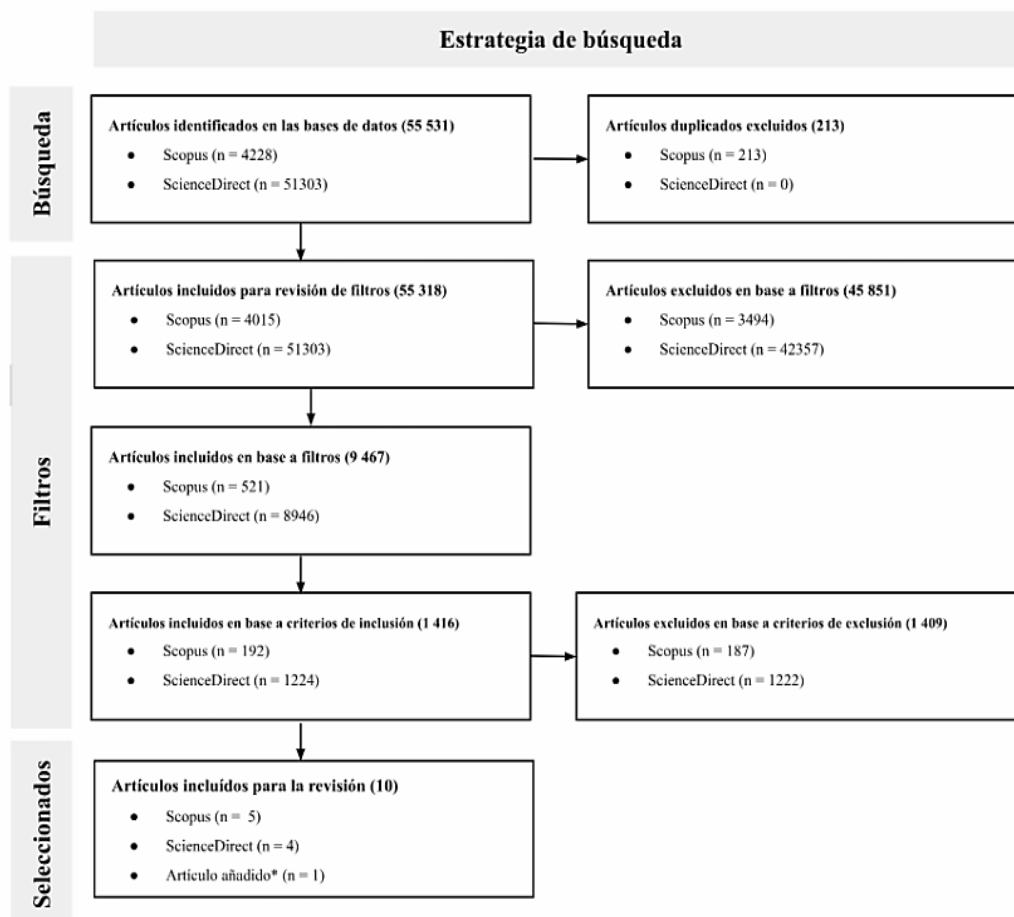 Estrategia de búsqueda
Búsqueda
Artículos identificados en las bases de datos (55 531)
Scopus (n = 4228)
ScienceDirect (n = 51303)
Artículos duplicados excluidos (213)
Scopus (n = 213)
ScienceDirect (n = 0)
Filtros
Artículos incluidos para revisión de filtros (55 318)
Scopus (n = 4015)
ScienceDirect (n = 51303)
Artículos excluidos en base a filtros (45 851)
Scopus (n = 3494)
ScienceDirect (n = 42357)
Artículos incluidos en base a filtros (9 467)
Scopus (n = 521)
ScienceDirect (n = 8946)
Artículos incluidos en base a criterios de inclusión (1 416)
Scopus (n = 192)
ScienceDirect (n = 1224)
Artículos excluidos en base a criterios de exclusión (1 409)
Scopus (n = 187)
ScienceDirect (n = 1222)
Seleccionados
Artículos incluídos para la revisión (10)
Scopus (n = 5)
ScienceDirect (n = 4)
Artículo añadido* (n = 1)